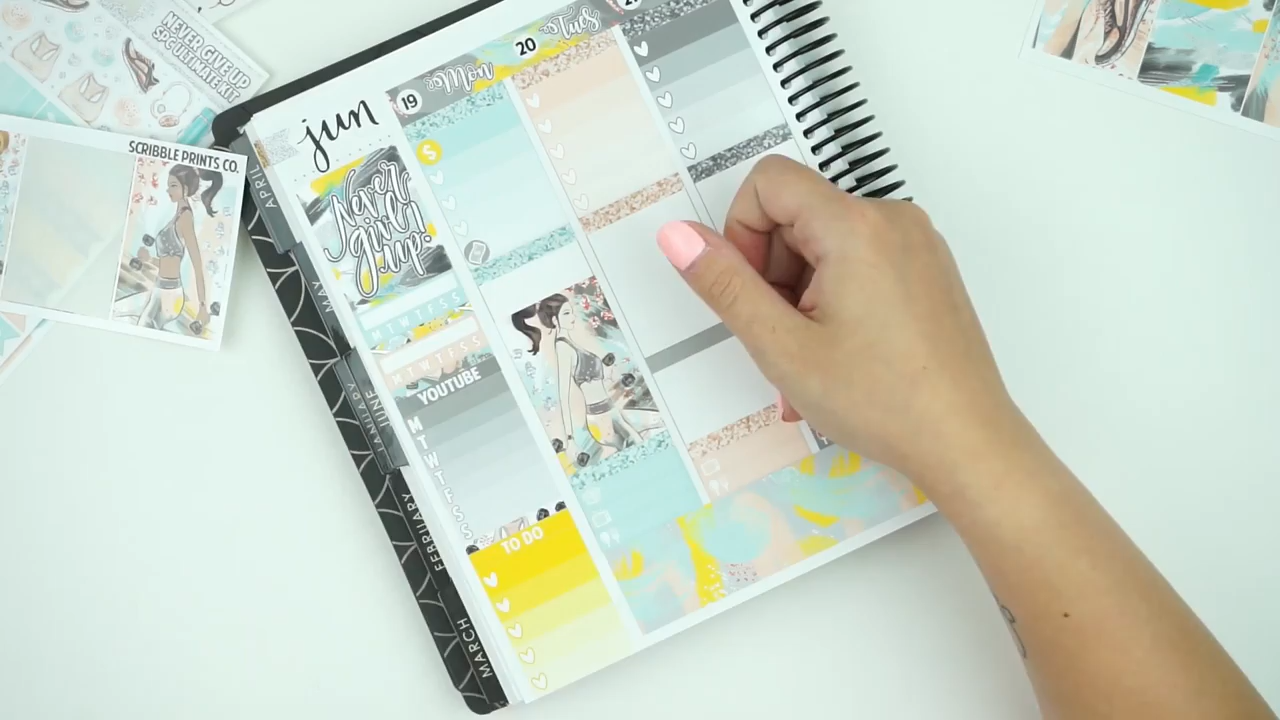 NEVER GIVE UP
SPC ULTIMATE KIT
SCRIBBLE PRINTS CO.
jun
19
Mon
20
Tues
21
Never
give
up!
S
M T W T F S S
M T W T F S S
YOUTUBE
M
T
W
T
F
S
S
TO DO
APRIL
MAY
JUNE
JANUARY
FEBRUARY
MARCH